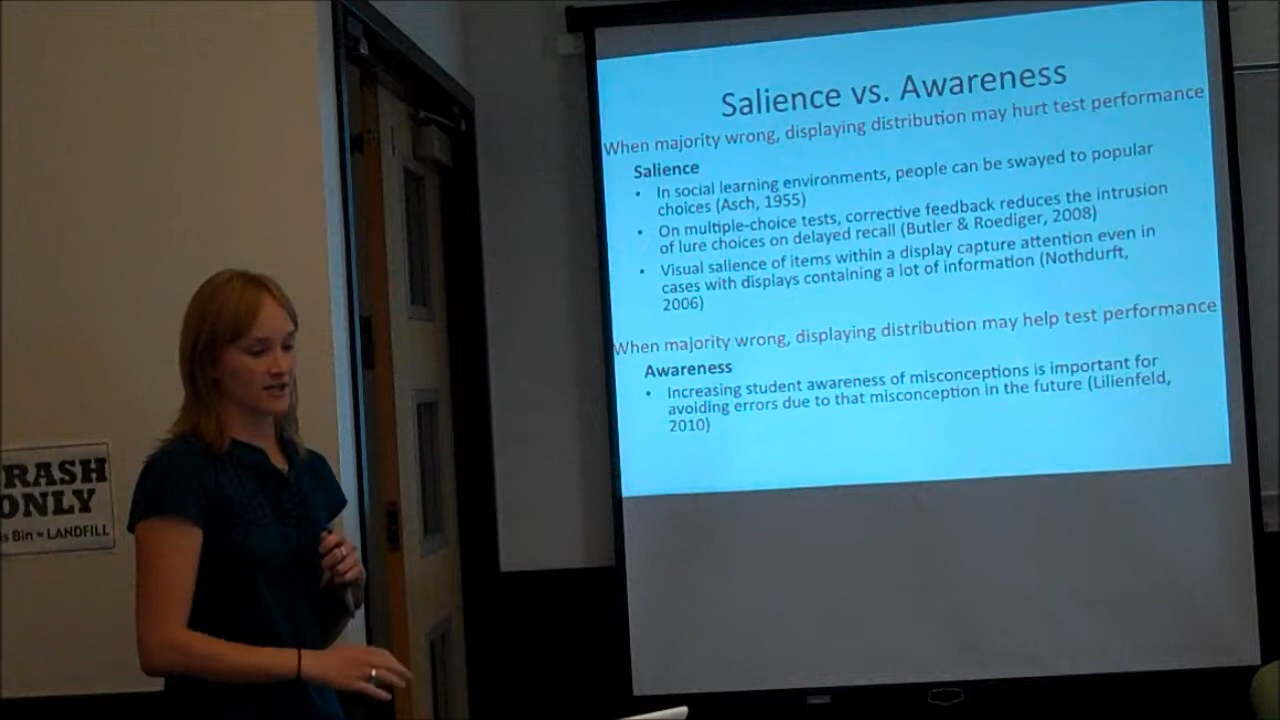 Salience vs. Awareness
When majority wrong, displaying distribution may hurt test performance
Salience
• In social learning environments, people can be swayed to popular
choices (Asch, 1955)
• On multiple-choice tests, corrective feedback reduces the intrusion
of lure choices on delayed recall (Butler & Roediger, 2008)
• Visual salience of items within a display capture attention even in
cases with displays containing a lot of information (Nothdurft,
2006)
When majority wrong, displaying distribution may help test performance
Awareness
• Increasing student awareness of misconceptions is important for
avoiding errors due to that misconception in the future (Lilienfeld,
2010)
RASH
ONLY
is Bin = LANDFILL